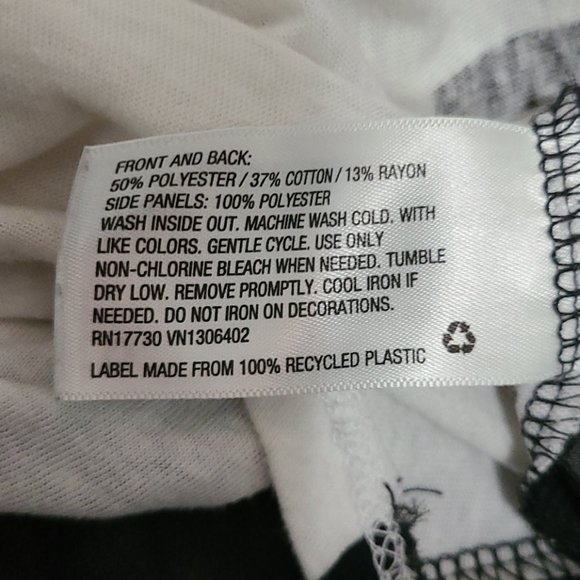 FRONT AND BACK:
50% POLYESTER / 37% COTTON / 13% RAYON
SIDE PANELS: 100% POLYESTER
WASH INSIDE OUT. MACHINE WASH COLD. WITH
LIKE COLORS. GENTLE CYCLE. USE ONLY
NON-CHLORINE BLEACH WHEN NEEDED. TUMBLE
DRY LOW. REMOVE PROMPTLY. COOL IRON IF
NEEDED. DO NOT IRON ON DECORATIONS.
RN17730 VN1306402
LABEL MADE FROM 100% RECYCLED PLASTIC